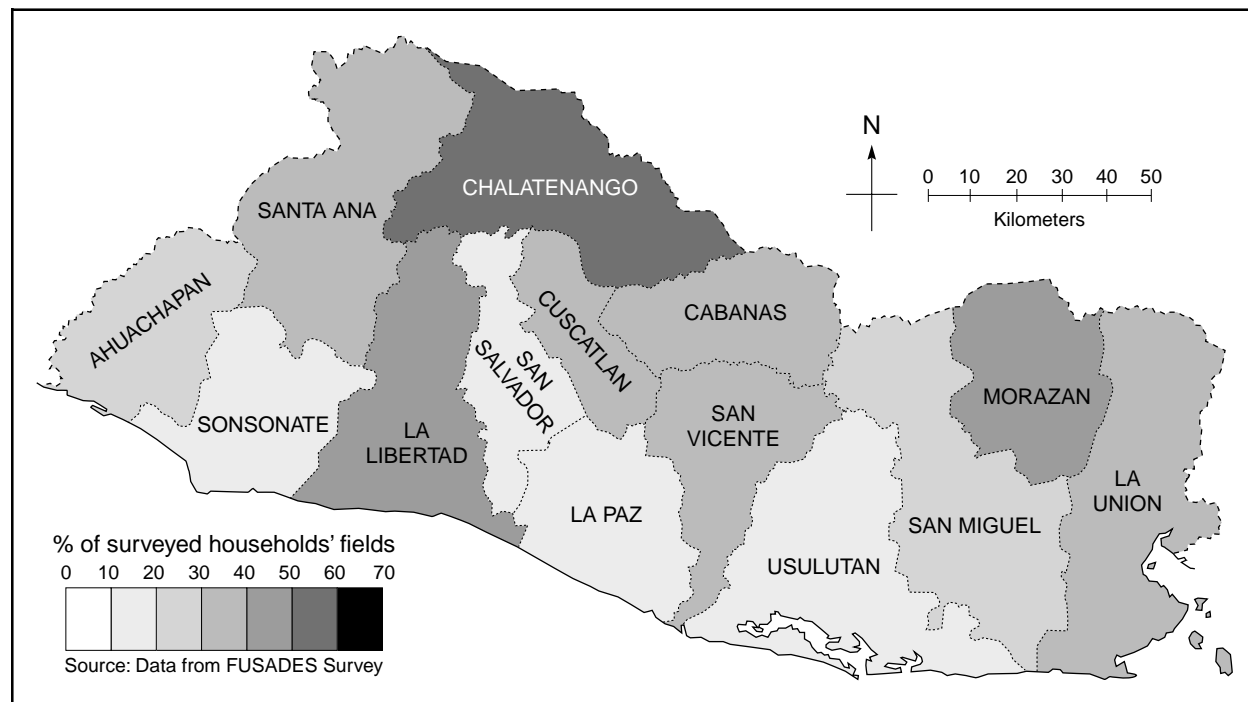 N
0 10 20 30 40 50
Kilometers
CHALATENANGO
SANTA ANA
AHUACHAPAN
CUSCATLAN
CABANAS
SAN
SALVADOR
MORAZAN
SONSONATE
LA
LIBERTAD
SAN
VICENTE
LA
UNION
LA PAZ
SAN MIGUEL
USULUTAN
% of surveyed households’ fields
0 10 20 30 40 50 60 70
Source: Data from FUSADES Survey